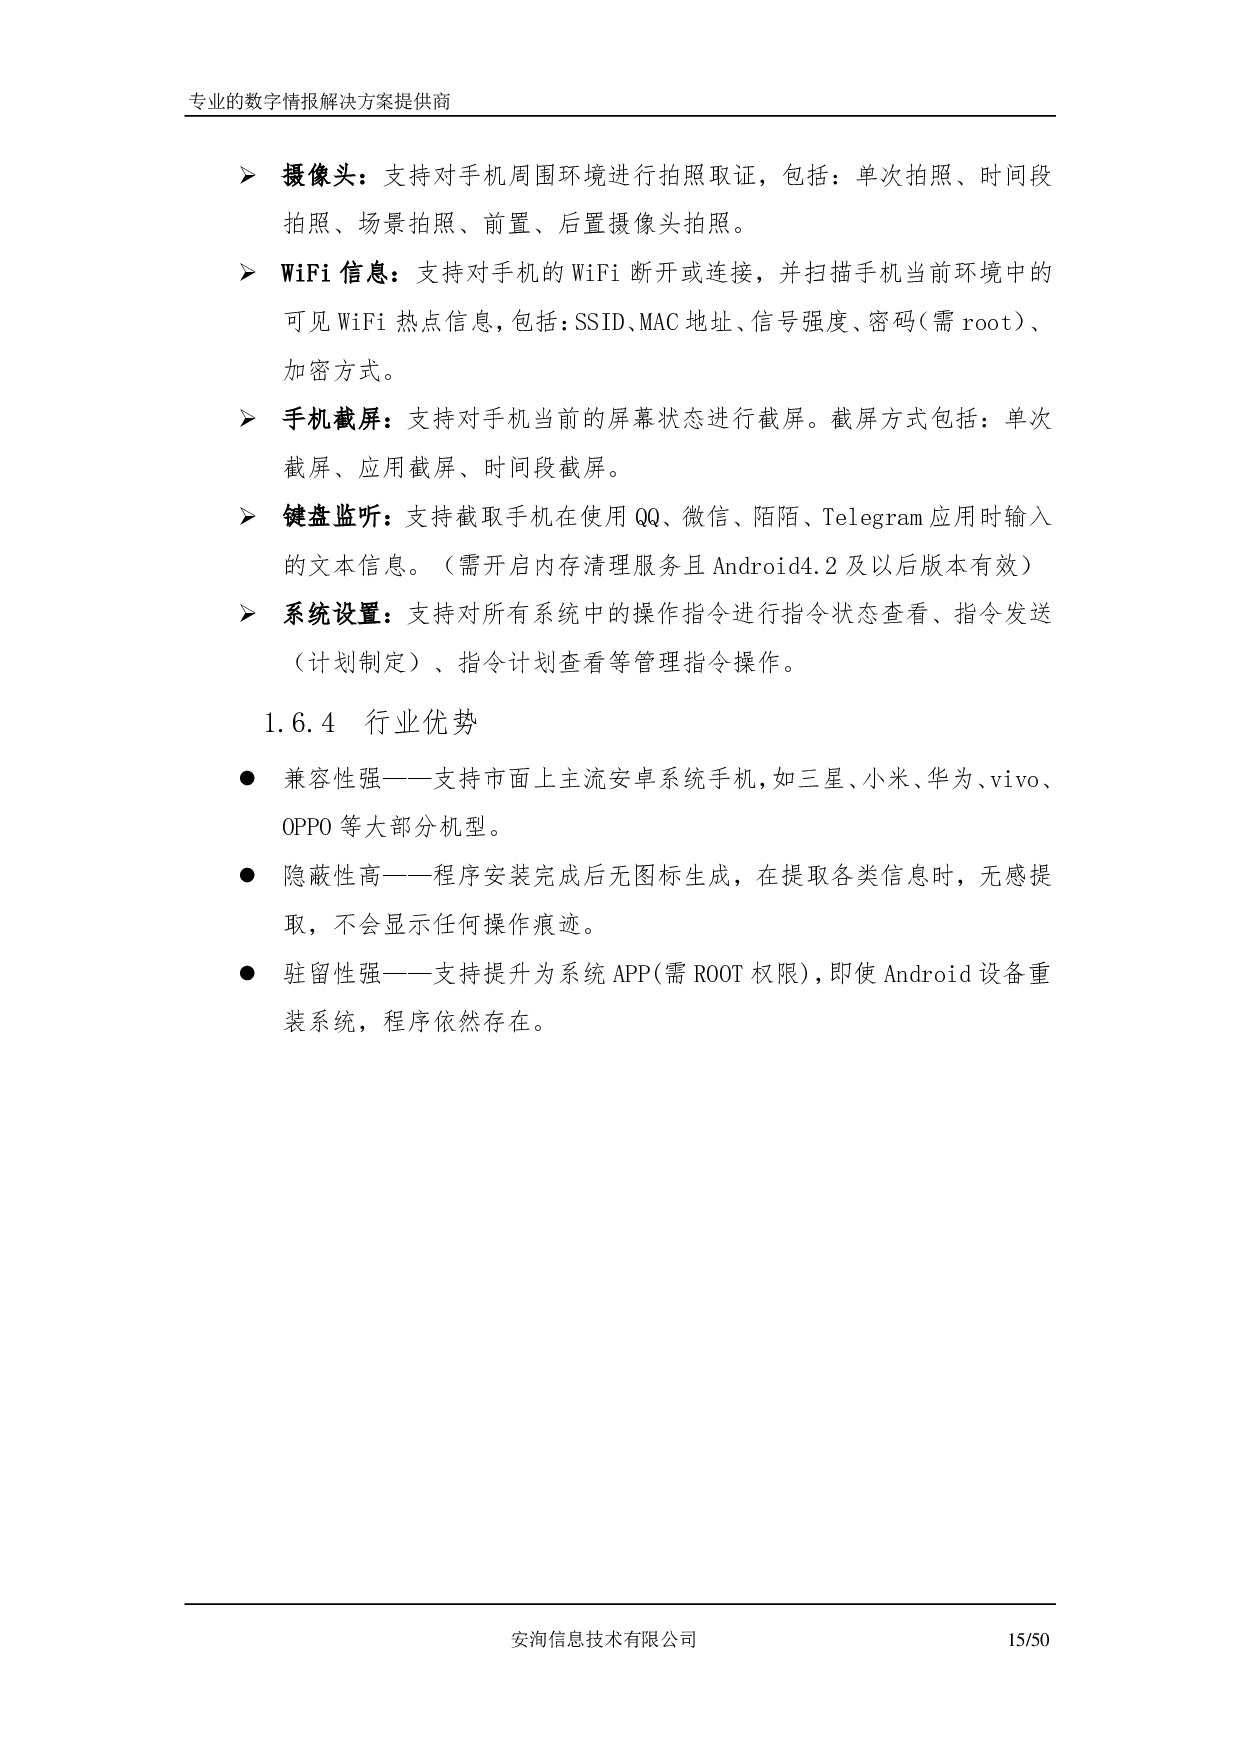 专业的数字情报解决方案提供商
➢ 摄像头：支持对手机周围环境进行拍照取证，包括：单次拍照、时间段
拍照、场景拍照、前置、后置摄像头拍照。
➢ WiFi 信息：支持对手机的 WiFi 断开或连接，并扫描手机当前环境中的
可见 WiFi 热点信息，包括：SSID、MAC 地址、信号强度、密码（需 root）、
加密方式。
➢ 手机截屏：支持对手机当前的屏幕状态进行截屏。截屏方式包括：单次
截屏、应用截屏、时间段截屏。
➢ 键盘监听：支持截取手机在使用 QQ、微信、陌陌、Telegram 应用时输入
的文本信息。（需开启内存清理服务且 Android4.2 及以后版本有效）
➢ 系统设置：支持对所有系统中的操作指令进行指令状态查看、指令发送
（计划制定）、指令计划查看等管理指令操作。
1.6.4 行业优势
● 兼容性强——支持市面上主流安卓系统手机，如三星、小米、华为、vivo、
OPPO 等大部分机型。
● 隐蔽性高——程序安装完成后无图标生成，在提取各类信息时，无感提
取，不会显示任何操作痕迹。
● 驻留性强——支持提升为系统 APP(需 ROOT 权限)，即使 Android 设备重
装系统，程序依然存在。
安洵信息技术有限公司 15/50